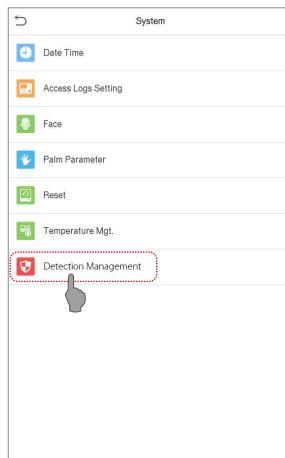 System
Date Time
Access Logs Setting
Face
Palm Parameter
Reset
Temperature Mgt.
Detection Management